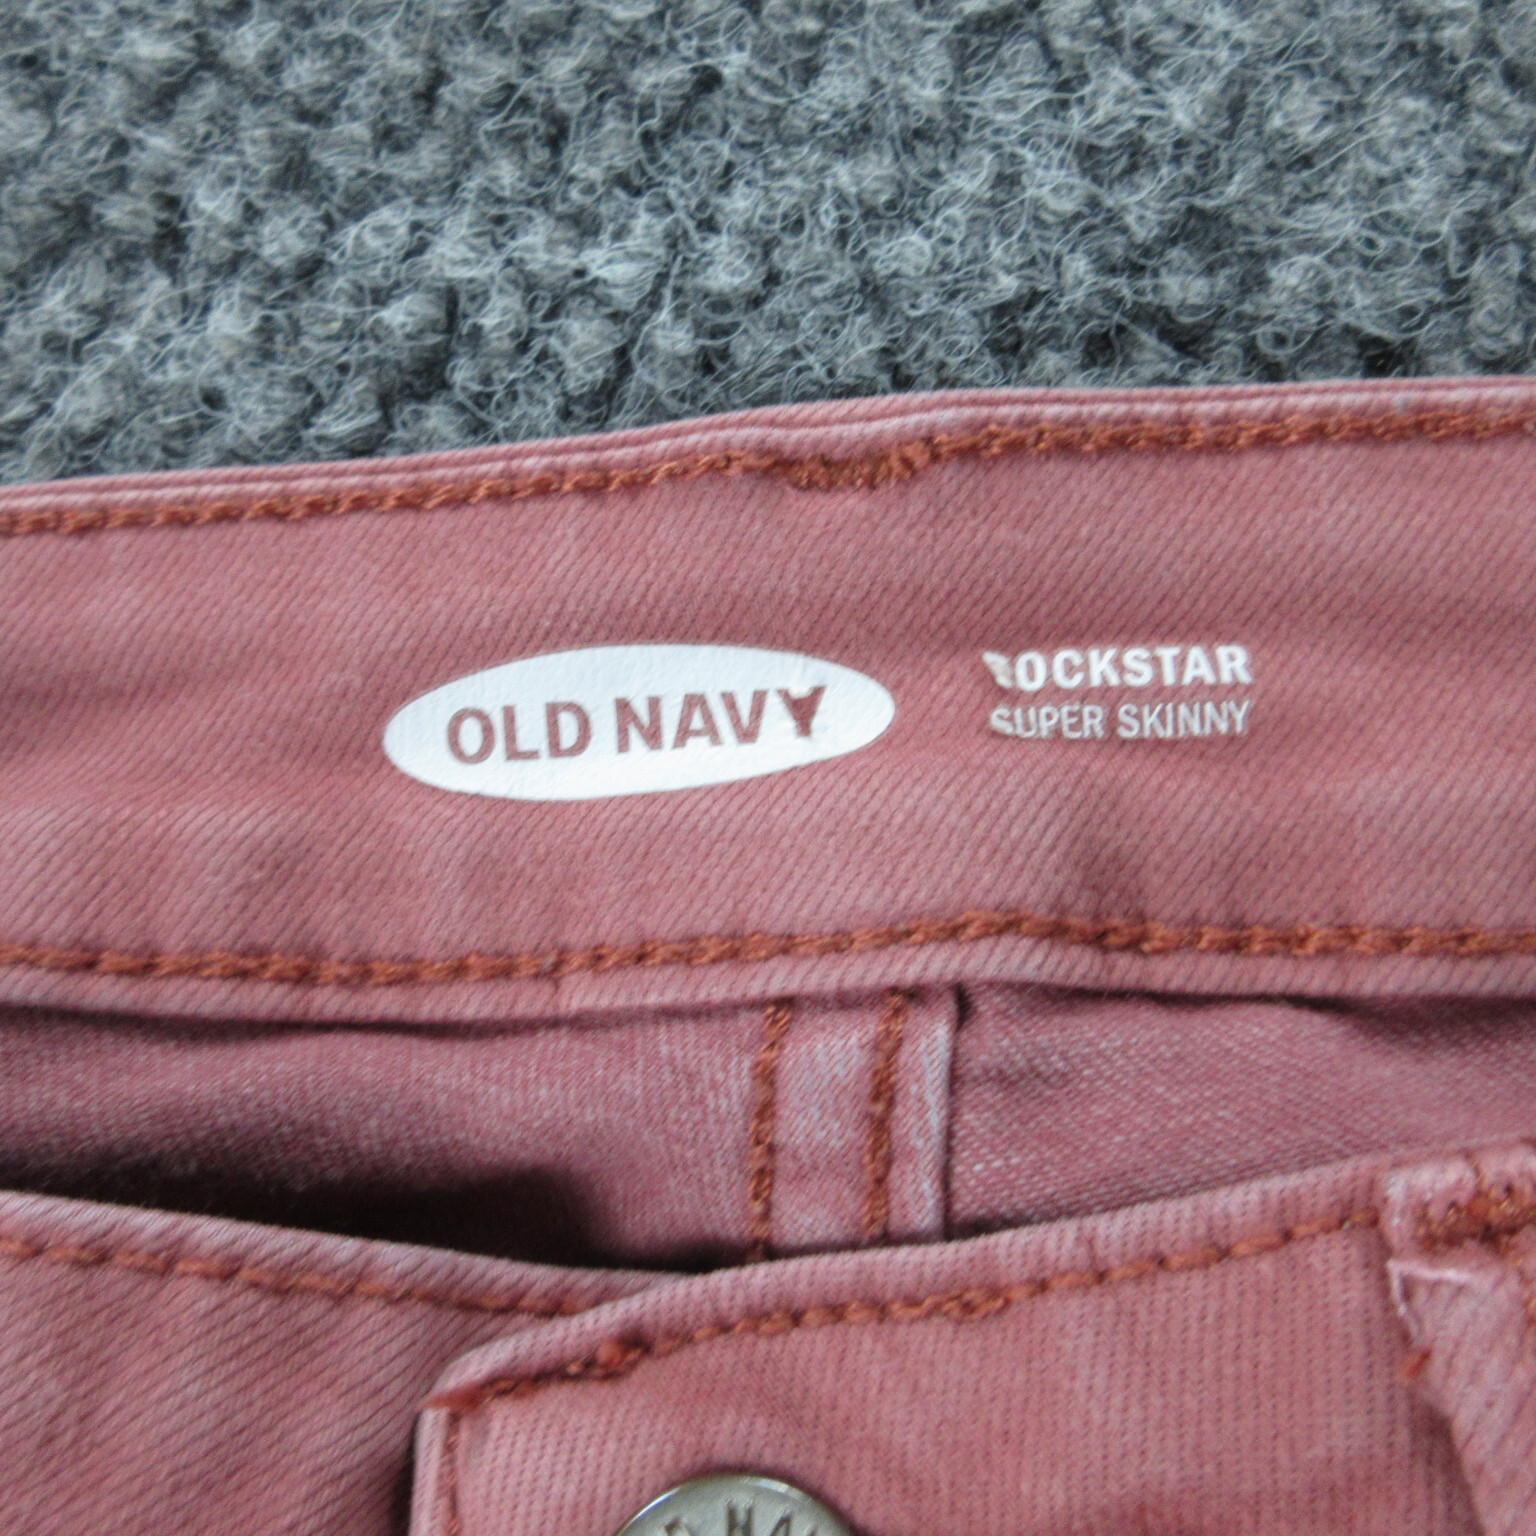 OLD NAVY
ROCKSTAR
SUPER SKINNY